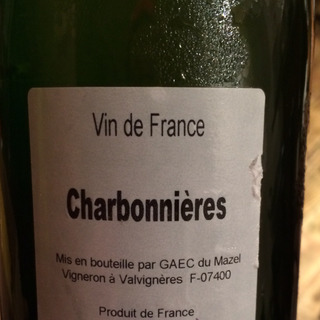 Vin de France
Charbonnières
Mis en bouteille par GAEC du Mazel
Vigneron à Valvignères F-07400
Produit de France